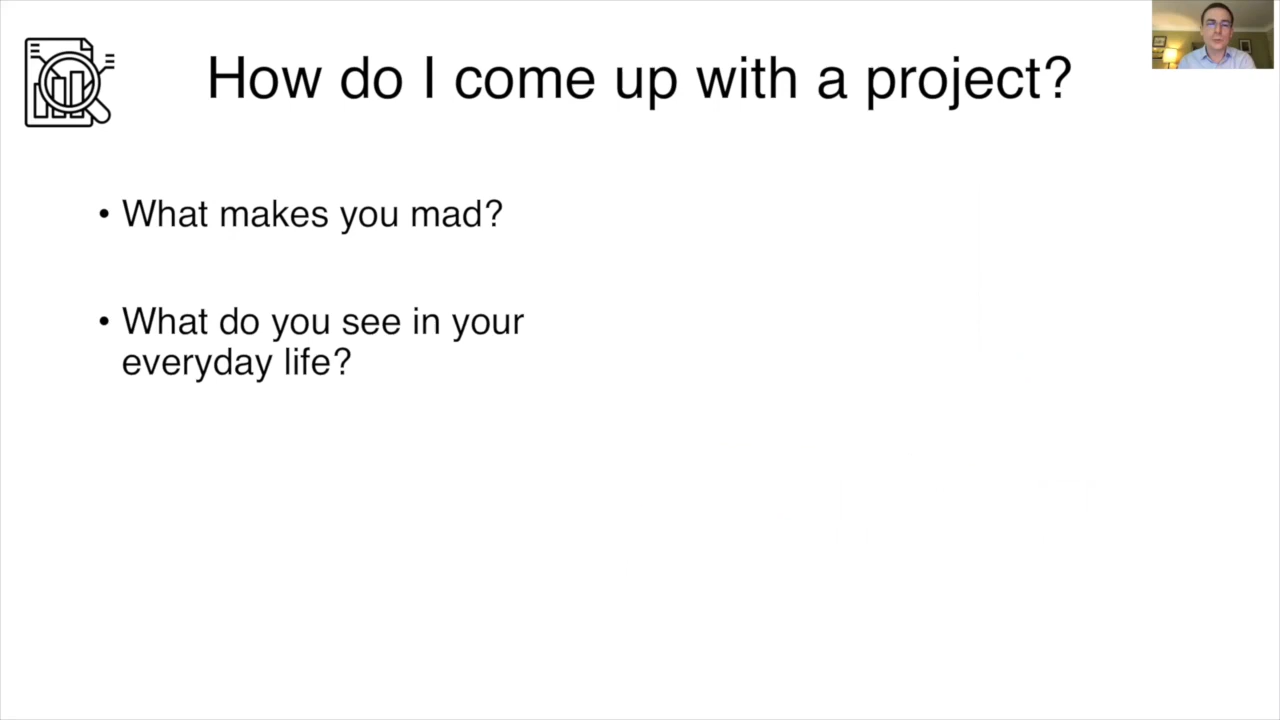 How do I come up with a project?
• What makes you mad?
• What do you see in your
everyday life?